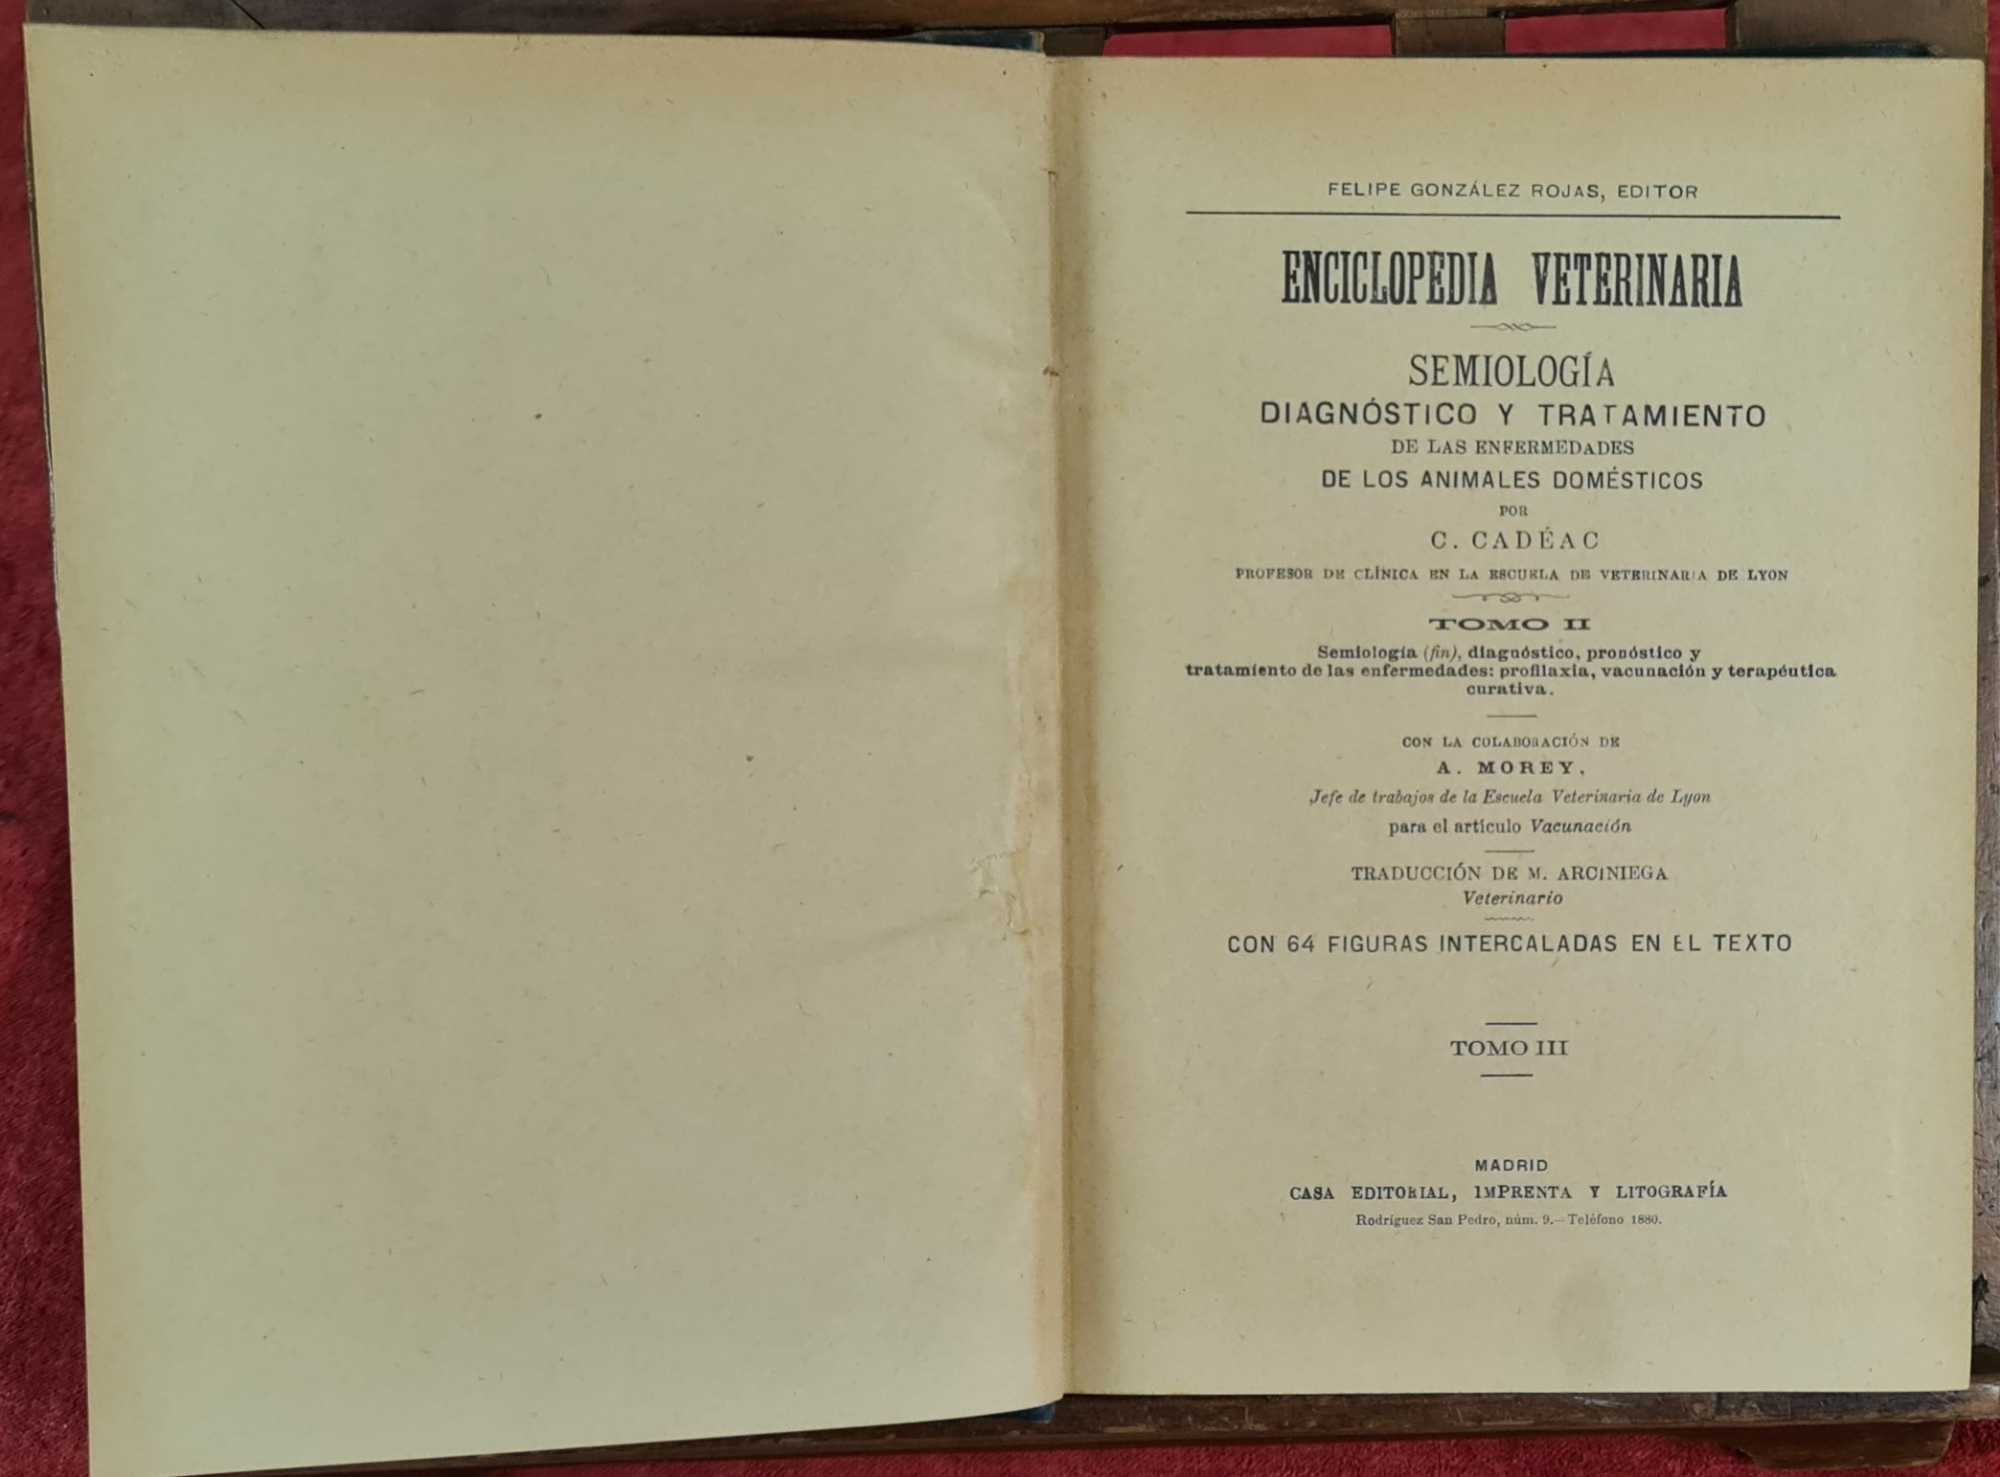 FELIPE GONZÁLEZ ROJAS, EDITOR
ENCICLOPEDIA VETERINARIA
SEMIOLOGÍA
DIAGNÓSTICO Y TRATAMIENTO
DE LAS ENFERMEDADES
DE LOS ANIMALES DOMÉSTICOS
POR
C. CADÉAC
PROFESOR DE CLÍNICA EN LA ESCUELA DE VETERINARIA DE LYON
TOMO II
Semiología (fin), diagnóstico, pronóstico y
tratamiento de las enfermedades: profilaxia, vacunación y terapéutica
curativa.
CON LA COLABORACIÓN DE
A. MOREY,
Jefe de trabajos de la Escuela Veterinaria de Lyon
para el artículo Vacunación
TRADUCCIÓN DE M. ARCINIEGA
Veterinario
CON 64 FIGURAS INTERCALADAS EN EL TEXTO
TOMO III
MADRID
CASA EDITORIAL, IMPRENTA Y LITOGRAFÍA
Rodríguez San Pedro, núm. 9.—Teléfono 1880.